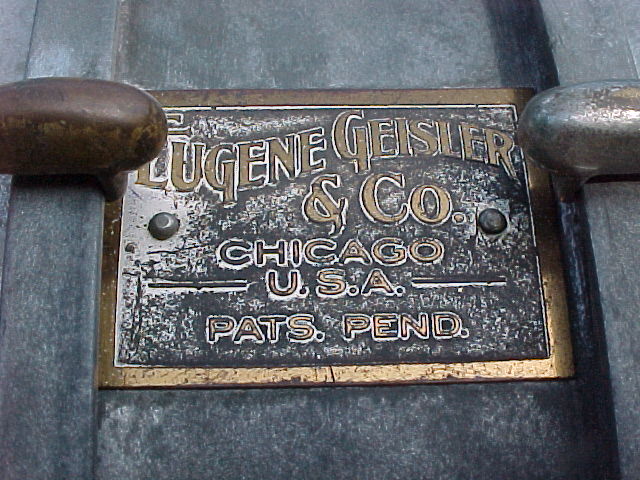 EUGENE GEISLER
& CO.
CHICAGO
U.S.A.
PATS. PEND.